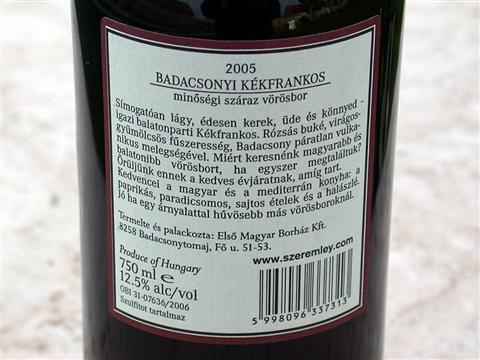 2005
BADACSONYI KÉKFRANKOS
minőségi száraz vörösbor
Símogatóan lágy, édesen kerek, üde és könnyed -
igazi balatonparti Kékfrankos. Rózsás buké, virágos-
gyümölcsös fűszeresség, Badacsony páratlan vulka-
nikus melegségével. Miért keresnénk magyarabb és
balatonibb vörösbort, ha egyszer megtaláltuk?
Örüljünk ennek a kedves évjáratnak, amíg tart.
Kedvencei a magyar és a mediterrán konyha: a
paprikás, paradicsomos, sajtos ételek és a halászlé.
Jó ha egy árnyalattal hűvösebb más vörösboroknál.
Termelte és palackozta: Első Magyar Borház Kft.
8258 Badacsonytomaj, Fő u. 51-53.
Produce of Hungary
www.szeremley.com
750 ml e
12.5% alc/vol
OBI 31-07636/2006
Szulfitot tartalmaz
5 998096 337313